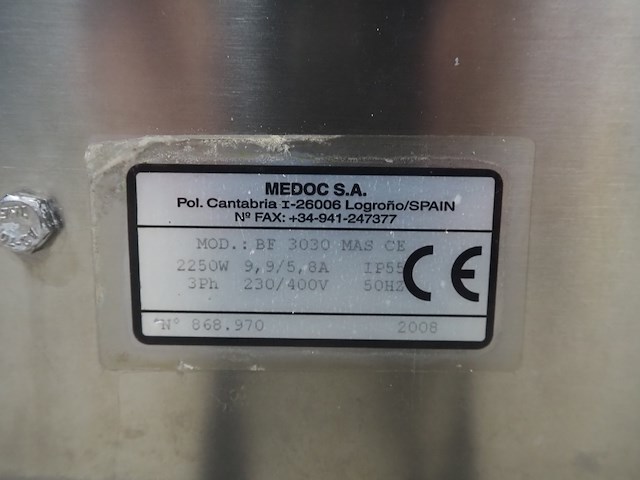 MEDOC S.A.
Pol. Cantabria I-26006 Logroño/SPAIN
Nº FAX: +34-941-247377
MOD.: BF 3030 MAS CE
2250W 9,9/5,8A IP55
3Ph 230/400V 50HZ
CE
Nº 868.970 2008